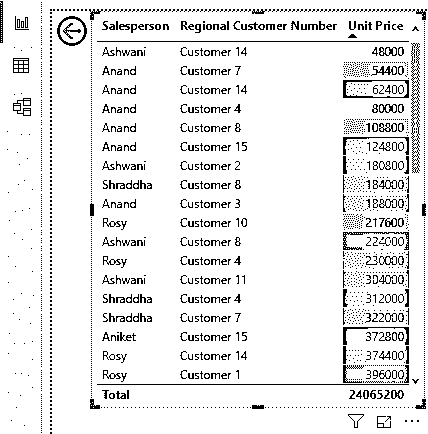 Salesperson Regional Customer Number Unit Price
Ashwani Customer 14 48000
Anand Customer 7 54400
Anand Customer 14 62400
Anand Customer 4 80000
Anand Customer 8 108800
Anand Customer 15 124800
Ashwani Customer 2 180800
Shraddha Customer 8 184000
Anand Customer 3 188000
Rosy Customer 10 217600
Ashwani Customer 8 224000
Rosy Customer 4 230000
Ashwani Customer 11 304000
Shraddha Customer 4 312000
Shraddha Customer 7 322000
Aniket Customer 15 372800
Rosy Customer 14 374400
Rosy Customer 1 396000
Total 24065200